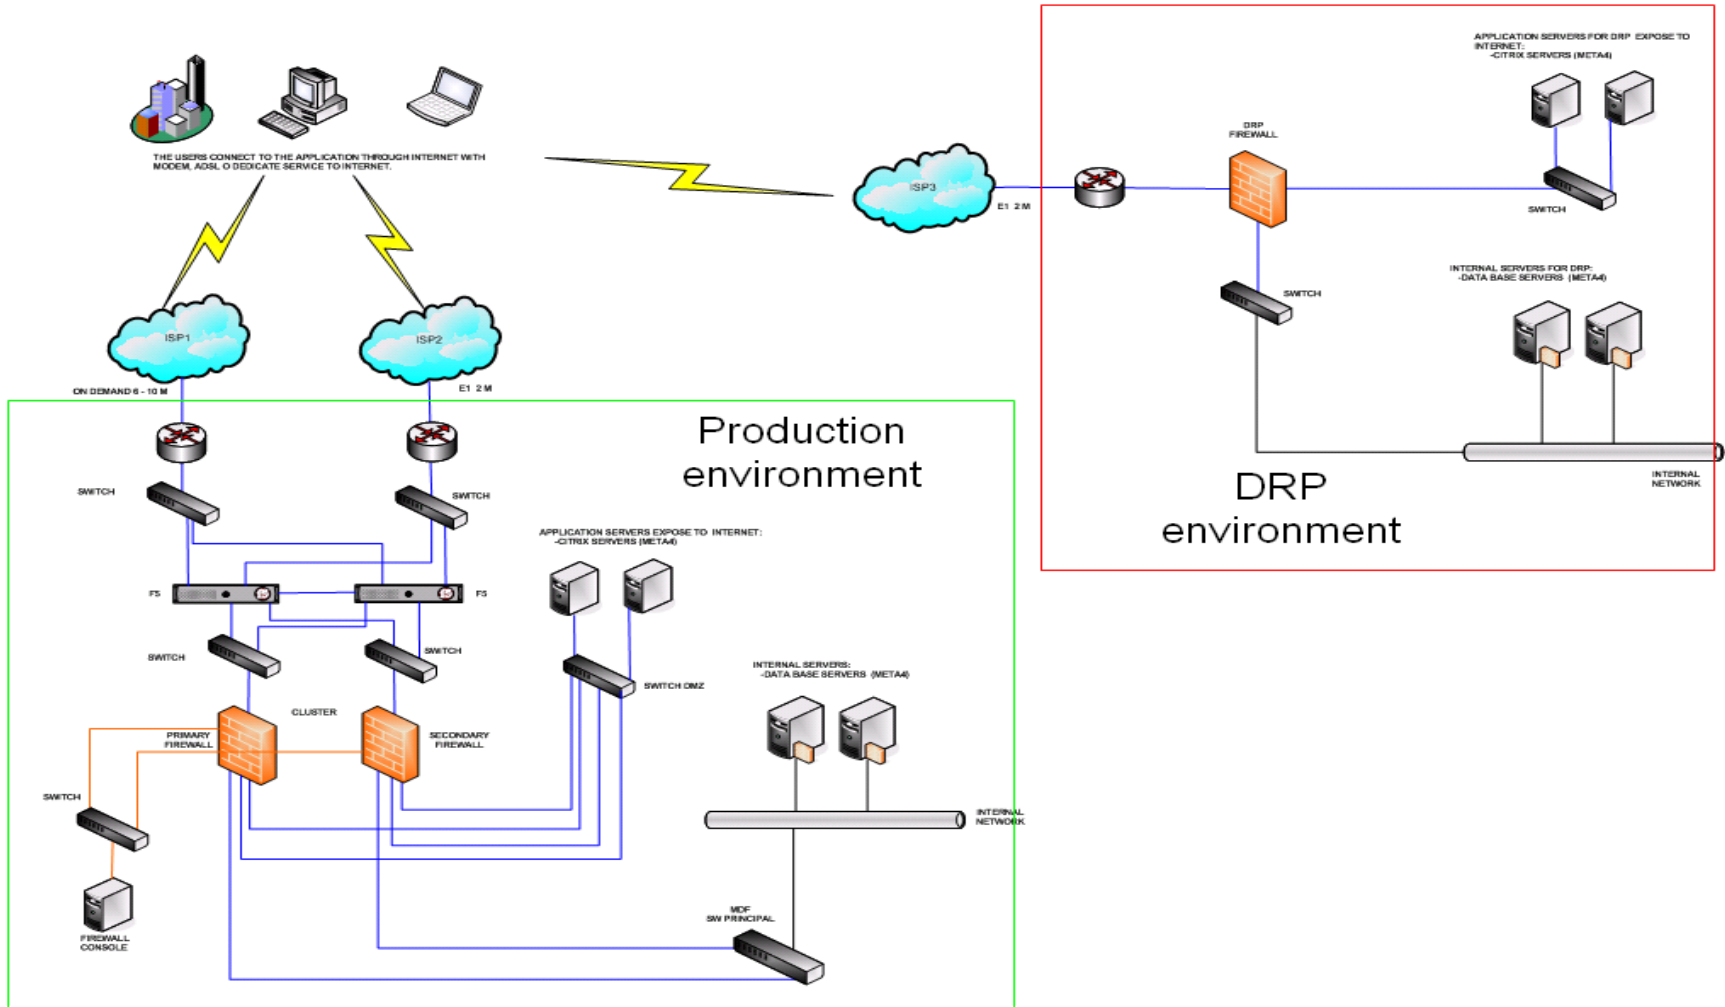 APPLICATION SERVERS FOR DRP EXPOSE TO
INTERNET:
-CITRIX SERVERS (META4)
DRP
FIREWALL
THE USERS CONNECT TO THE APPLICATION THROUGH INTERNET WITH
MODEM, ADSL O DEDICATE SERVICE TO INTERNET.
ISP3
E1 2 M
SWITCH
INTERNAL SERVERS FOR DRP:
-DATA BASE SERVERS (META4)
SWITCH
ISP1
ISP2
ON DEMAND 6 - 10 M
E1 2 M
Production
environment
INTERNAL
NETWORK
DRP
environment
SWITCH
SWITCH
APPLICATION SERVERS EXPOSE TO INTERNET:
-CITRIX SERVERS (META4)
F5
F5
SWITCH
SWITCH
INTERNAL SERVERS:
-DATA BASE SERVERS (META4)
SWITCH DMZ
CLUSTER
PRIMARY
FIREWALL
SECONDARY
FIREWALL
SWITCH
INTERNAL
NETWORK
MDF
SW PRINCIPAL
FIREWALL
CONSOLE